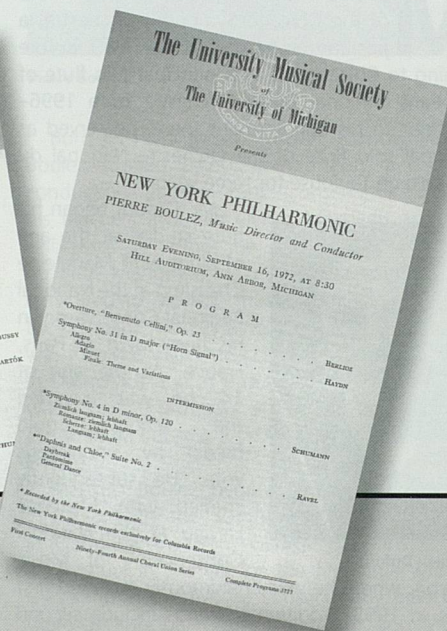 The University Musical Society
of
The University of Michigan
Presents
NEW YORK PHILHARMONIC
PIERRE BOULEZ, Music Director and Conductor
SATURDAY EVENING, SEPTEMBER 16, 1972, AT 8:30
HILL AUDITORIUM, ANN ARBOR, MICHIGAN
PROGRAM
*Overture, "Benvenuto Cellini," Op. 23 . . . . . . . BERLIOZ
Symphony No. 31 in D major ("Horn Signal") . . . . . . HAYDN
Allegro
Adagio
Minuet
Finale: Theme and Variations
INTERMISSION
*Symphony No. 4 in D minor, Op. 120 . . . . . . . SCHUMANN
Ziemlich langsam; lebhaft
Romanze: ziemlich langsam
Scherzo: lebhaft
Langsam; lebhaft
*"Daphnis and Chloe," Suite No. 2 . . . . . . . RAVEL
Daybreak
Pantomime
General Dance
* Recorded by the New York Philharmonic
The New York Philharmonic records exclusively for Columbia Records
First Concert Ninety-Fourth Annual Choral Union Series Complete Programs